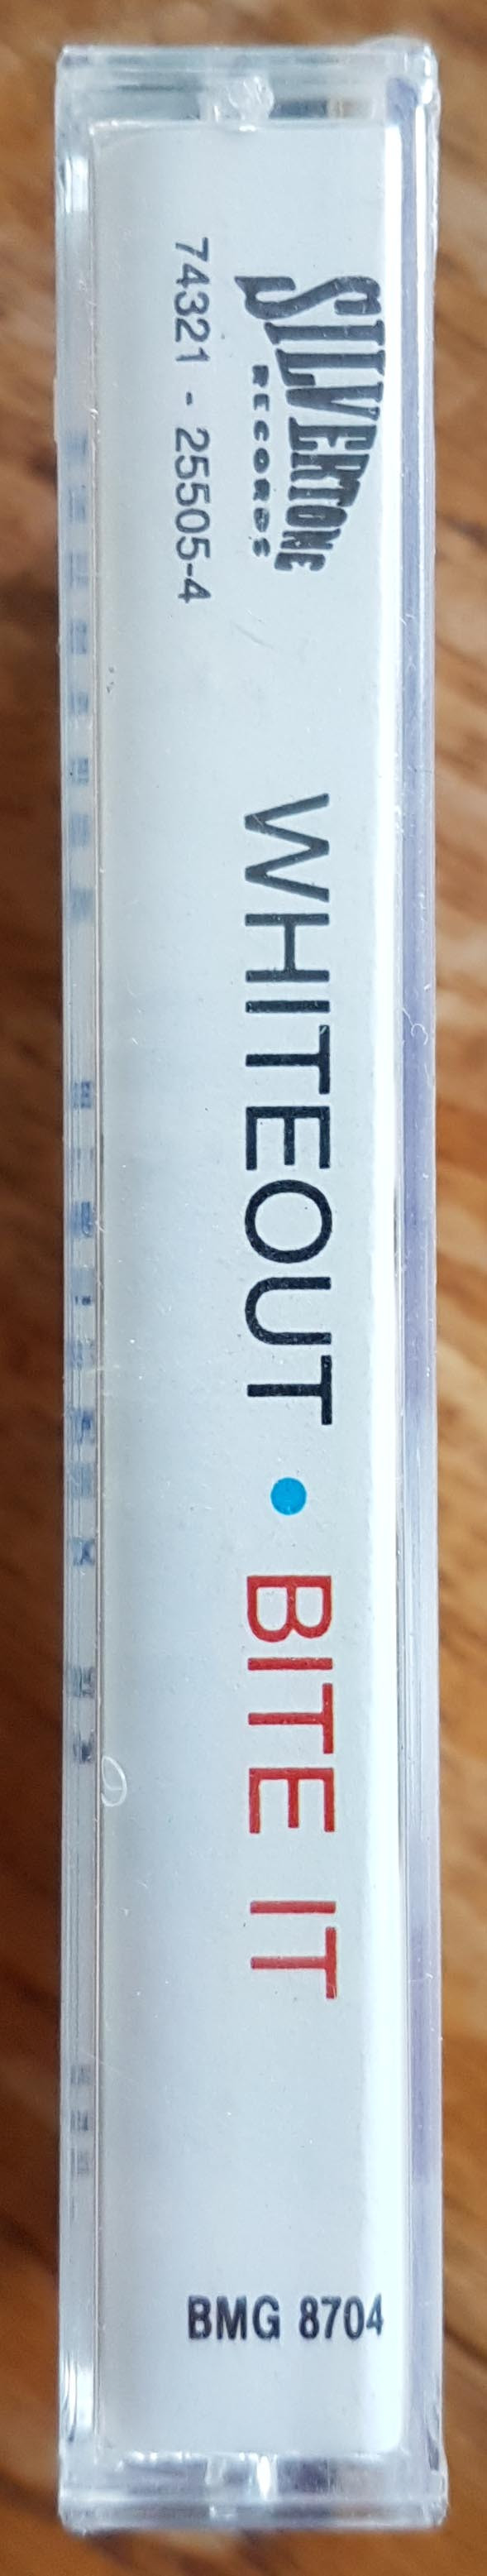 SILVERTONE
RECORDS
74321 - 25505-4
WHITEOUT • BITE IT
BMG 8704